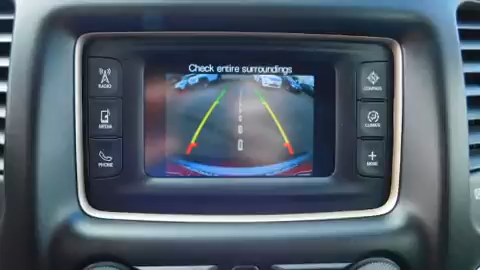 Check entire surroundings
RADIO
MEDIA
PHONE
COMPASS
CLIMATE
MORE